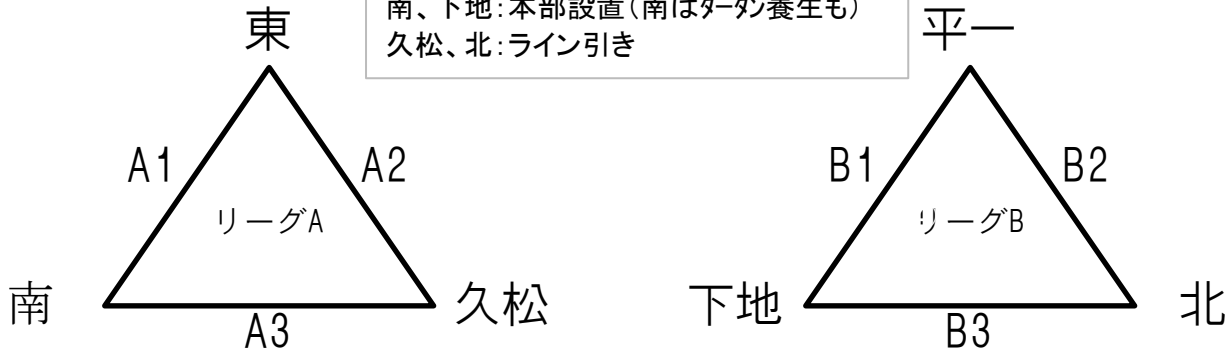 南、下地:本部設置(南はタータン養生も)
久松、北:ライン引き
東
平一
A1
A2
B1
B2
リーグA
リーグB
南
久松
下地
北
A3
B3